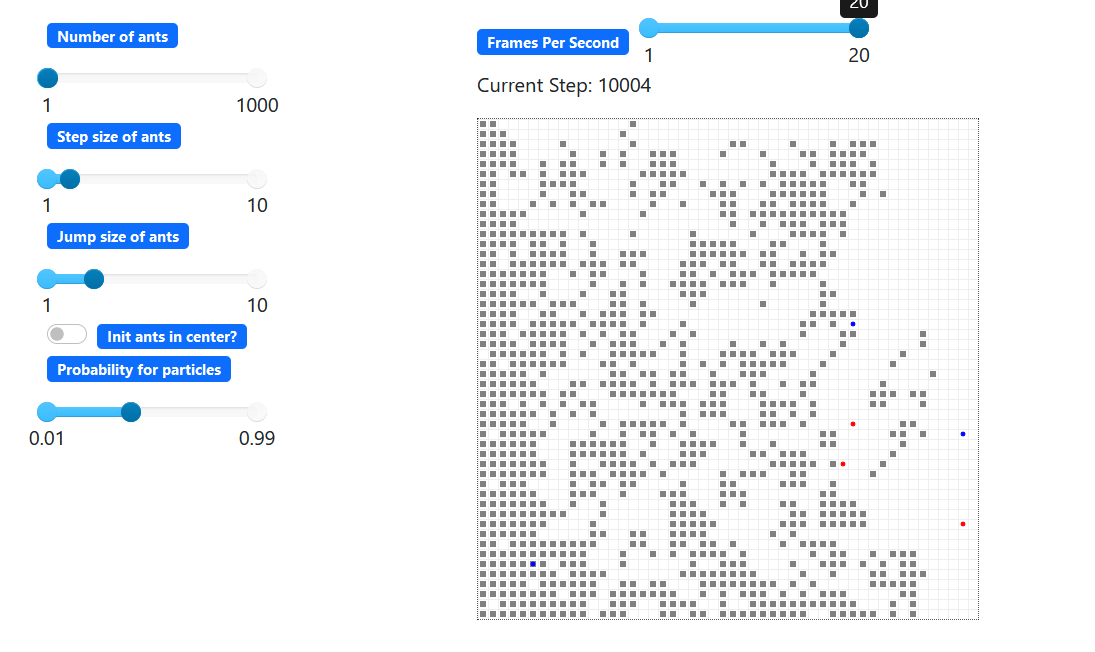 Number of ants
1 1000
Step size of ants
1 10
Jump size of ants
1 10
Init ants in center?
Probability for particles
0.01 0.99
20
Frames Per Second
1 20
Current Step: 10004